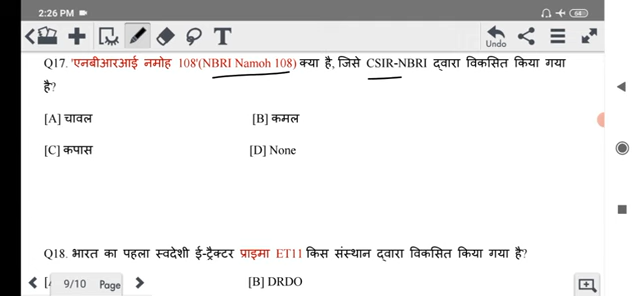 2:26 PM
Undo
Q17. 'एनबीआरआई नमोह 108'(NBRI Namoh 108) क्या है, जिसे CSIR-NBRI द्वारा विकसित किया गया
है?
[A] चावल [B] कमल
[C] कपास [D] None
Q18. भारत का पहला स्वदेशी ई-ट्रैक्टर प्राइमा ET11 किस संस्थान द्वारा विकसित किया गया है?
9/10 Page [B] DRDO